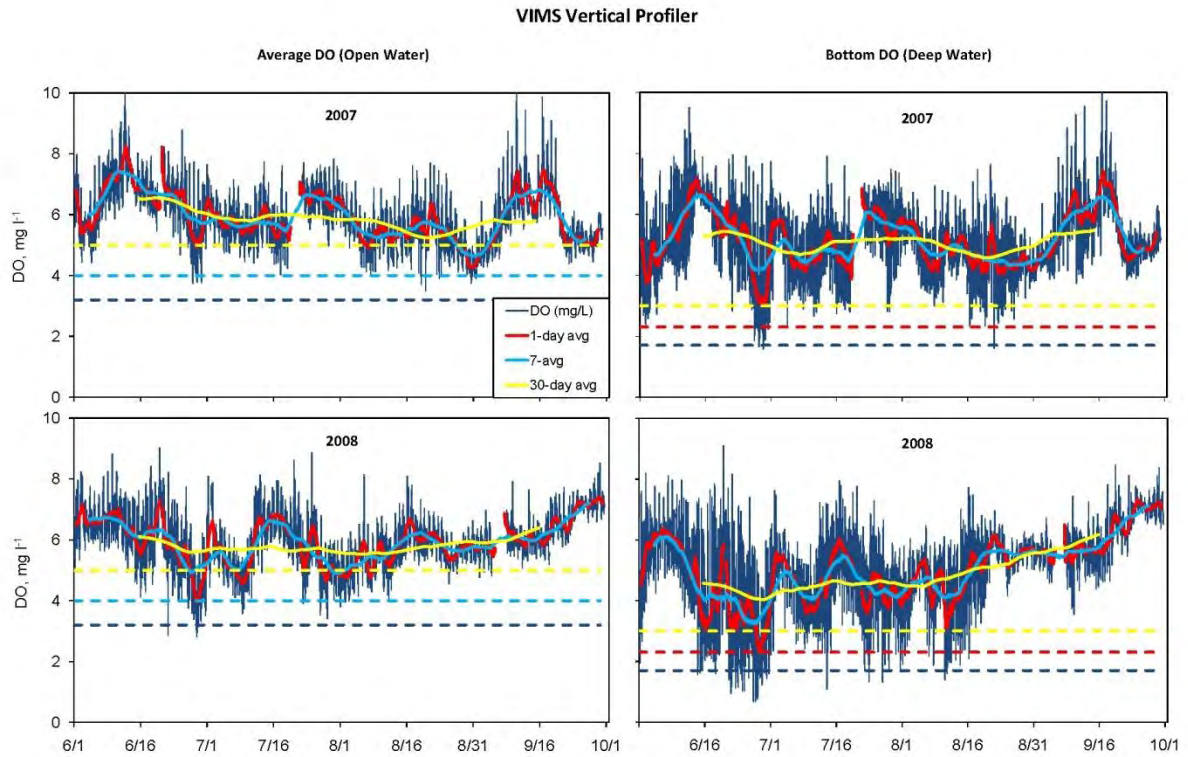 VIMS Vertical Profiler
Average DO (Open Water)
Bottom DO (Deep Water)
10
8
6
4
2
0
DO, mg l⁻¹
2007
DO (mg/L)
1-day avg
7-avg
30-day avg
2007
10
8
6
4
2
0
DO, mg l⁻¹
2008
2008
6/1 6/16 7/1 7/16 8/1 8/16 8/31 9/16 10/1
6/16 7/1 7/16 8/1 8/16 8/31 9/16 10/1